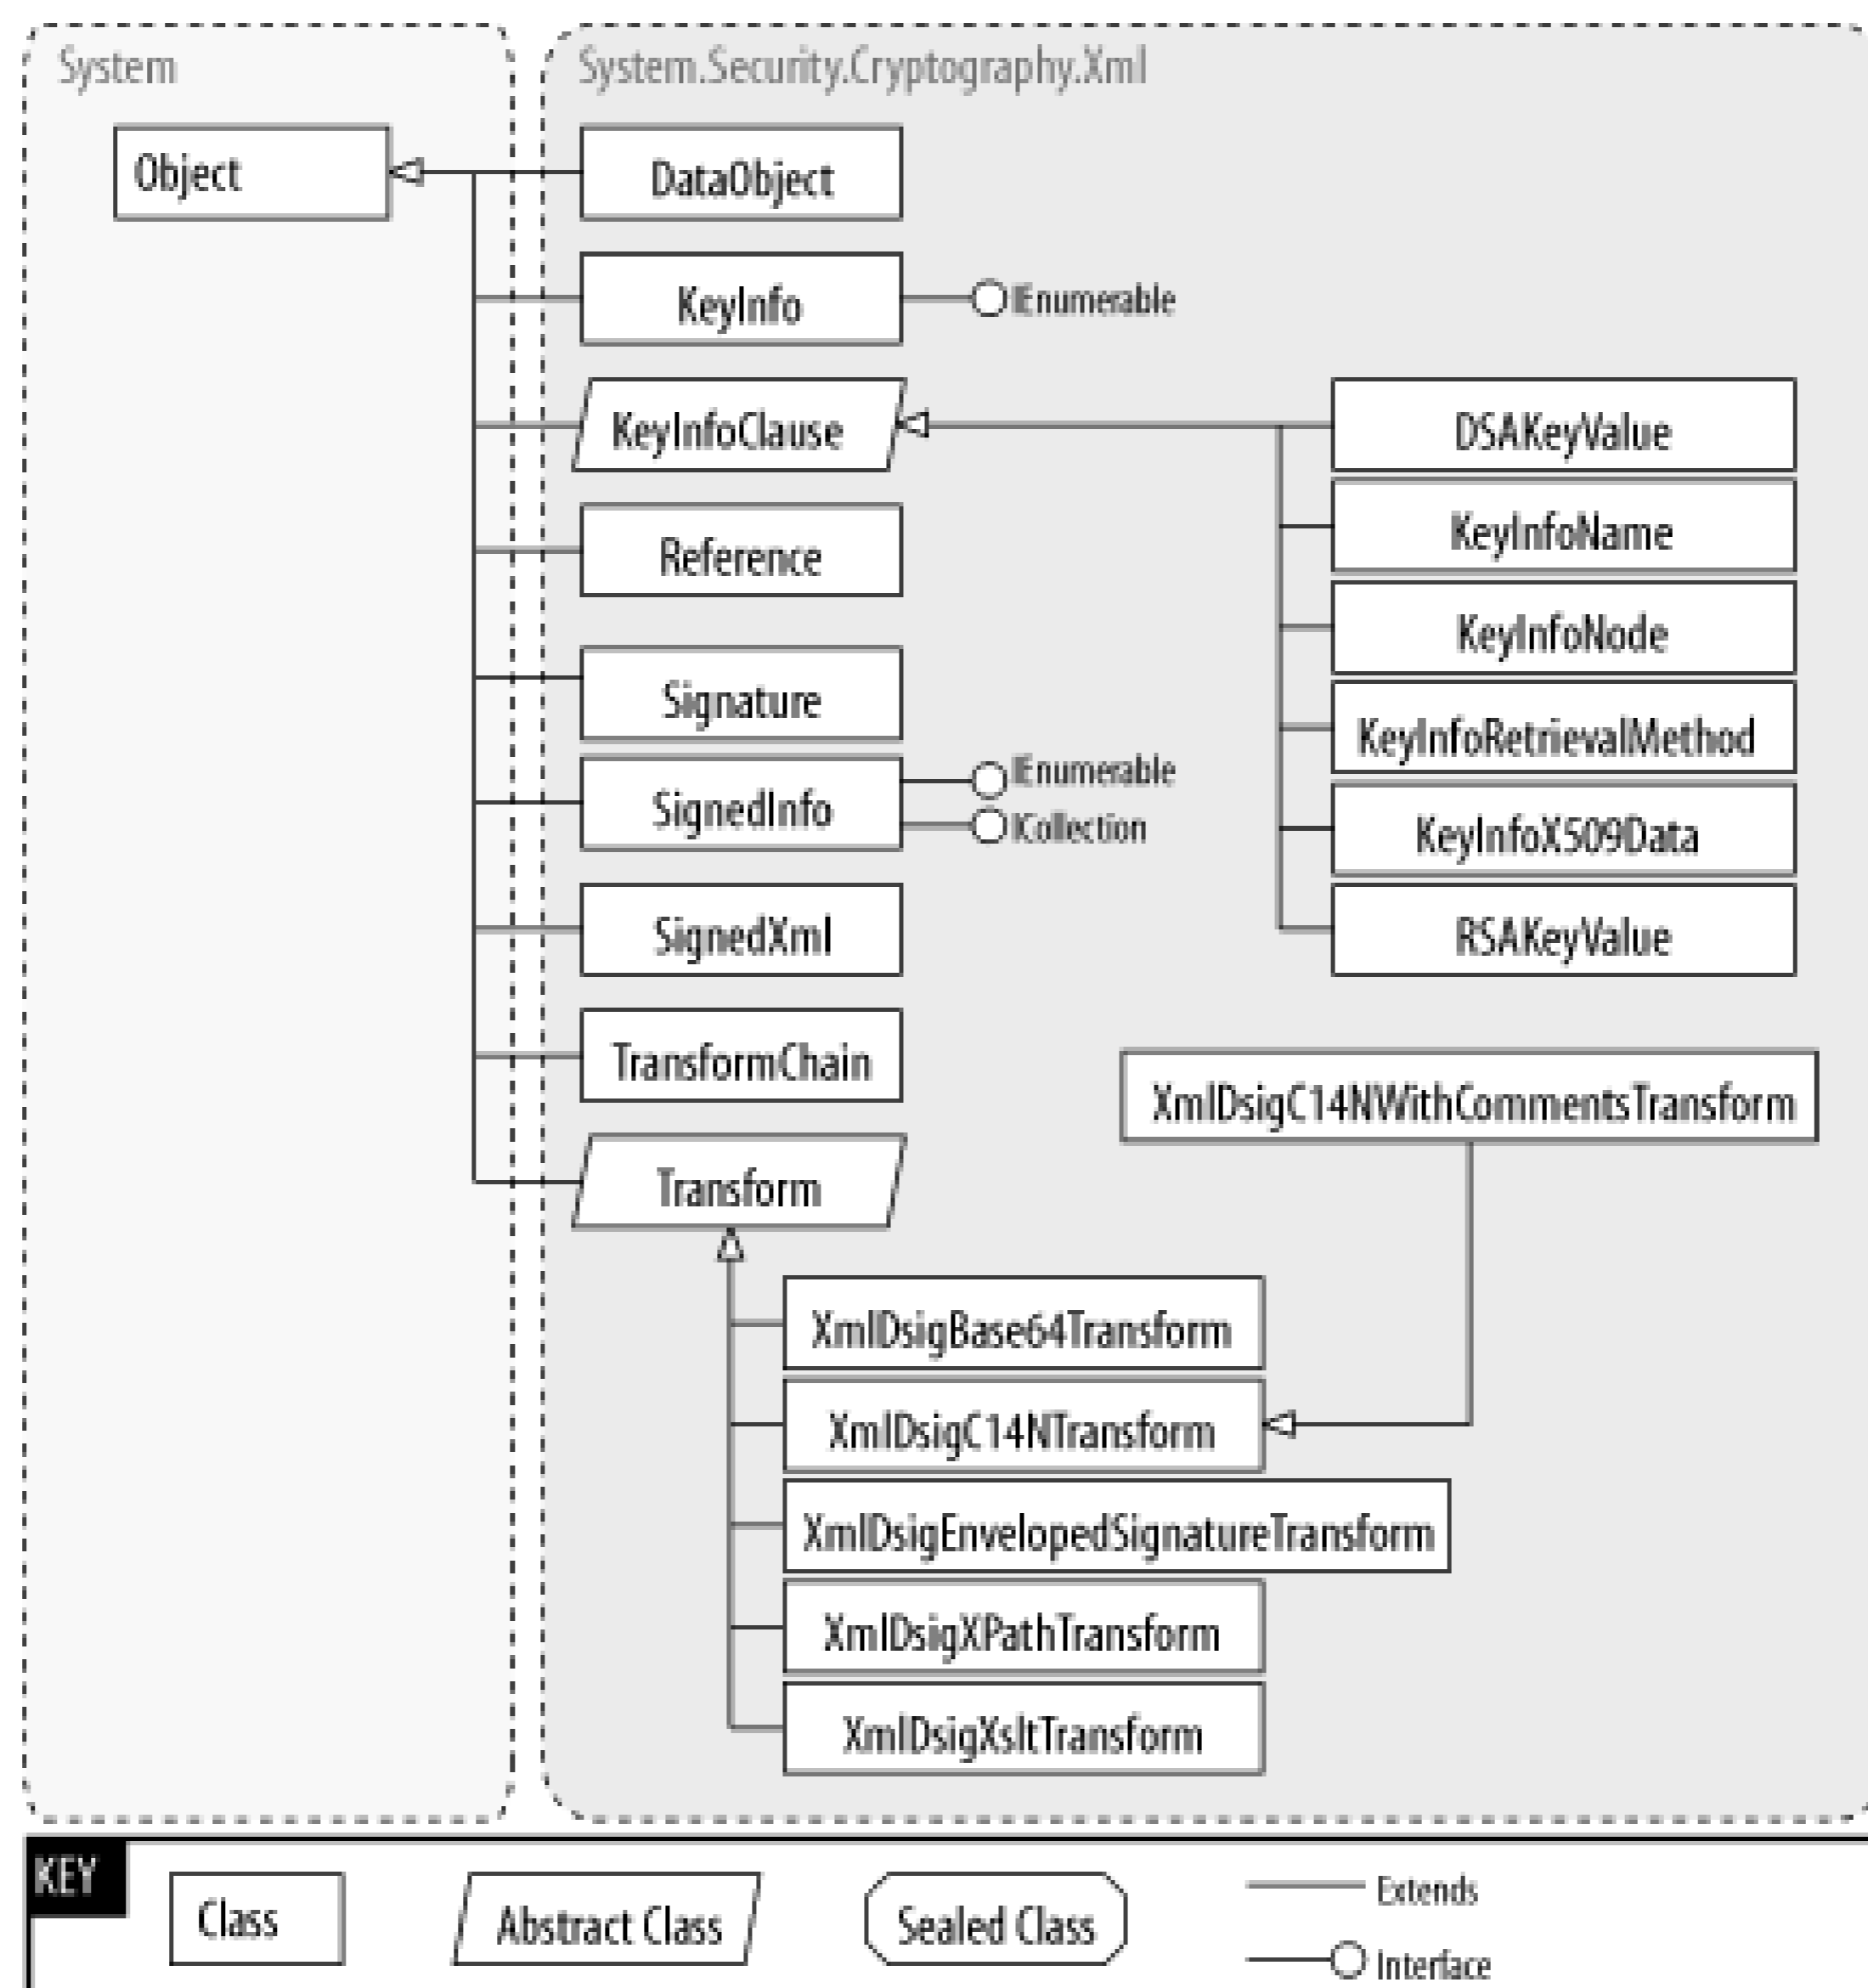 System
System.Security.Cryptography.Xml
Object
DataObject
KeyInfo
IEnumerable
KeyInfoClause
DSAKeyValue
KeyInfoName
Reference
KeyInfoNode
Signature
KeyInfoRetrievalMethod
IEnumerable
SignedInfo
ICollection
KeyInfoX509Data
SignedXml
RSAKeyValue
TransformChain
XmlDsigC14NWithCommentsTransform
Transform
XmlDsigBase64Transform
XmlDsigC14NTransform
XmlDsigEnvelopedSignatureTransform
XmlDsigXPathTransform
XmlDsigXsltTransform
KEY
Class
Abstract Class
Sealed Class
Extends
Interface